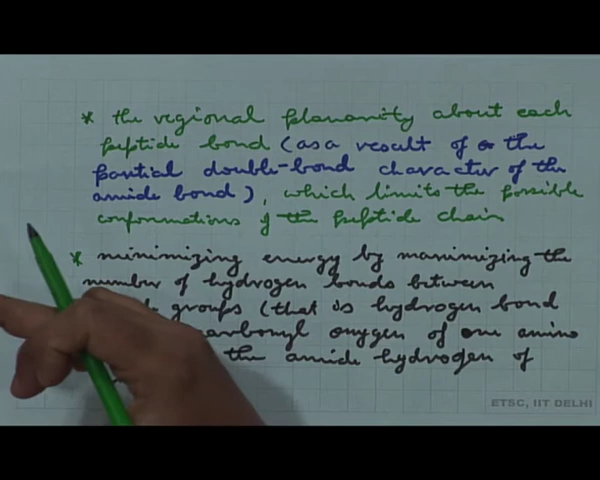 * the regional planarity about each
peptide bond (as a result of the
partial double-bond character of the
amide bond), which limits the possible
conformations of the peptide chain
* minimizing energy by maximizing the
number of hydrogen bonds between
groups (that is hydrogen bond
carbonyl oxygen of one amino
the amide hydrogen of
ETSC, IIT DELHI